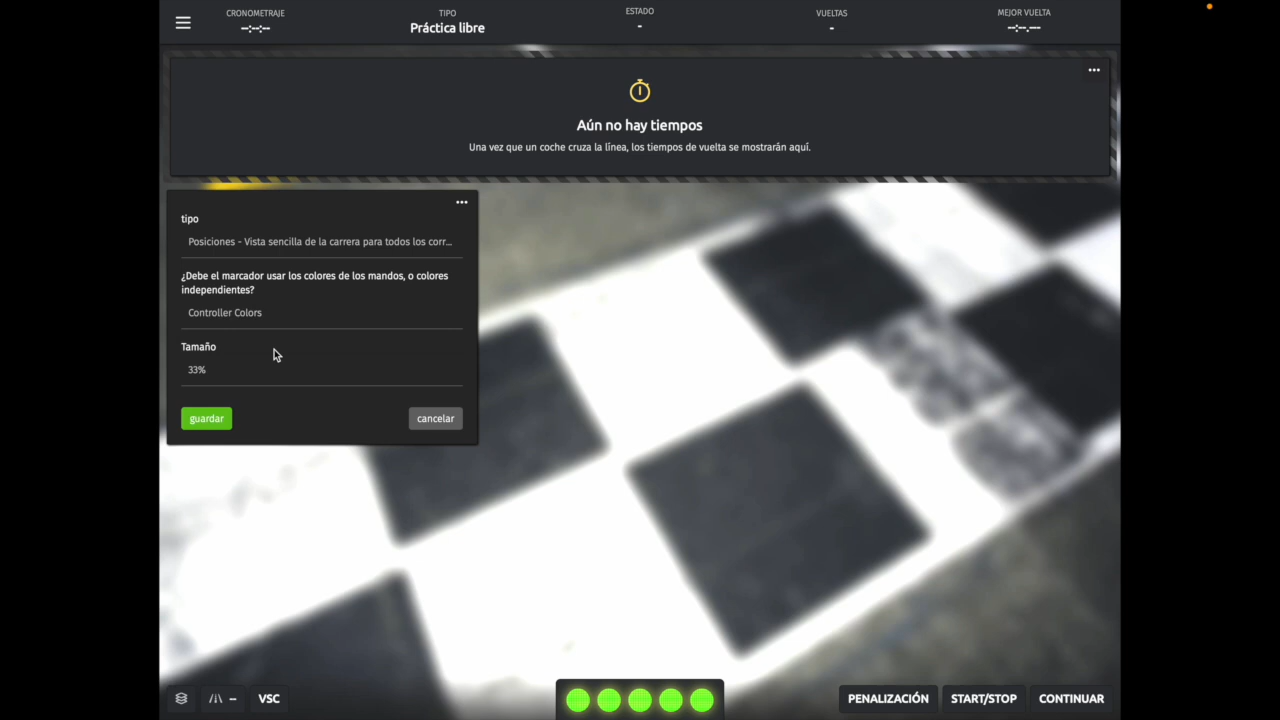 CRONOMETRAJE
--:--:--
TIPO
Práctica libre
ESTADO
-
VUELTAS
-
MEJOR VUELTA
--:--.---
Aún no hay tiempos
Una vez que un coche cruza la línea, los tiempos de vuelta se mostrarán aquí.
tipo
Posiciones - Vista sencilla de la carrera para todos los corr...
¿Debe el marcador usar los colores de los mandos, o colores
independientes?
Controller Colors
Tamaño
33%
guardar
cancelar
--
VSC
PENALIZACIÓN
START/STOP
CONTINUAR